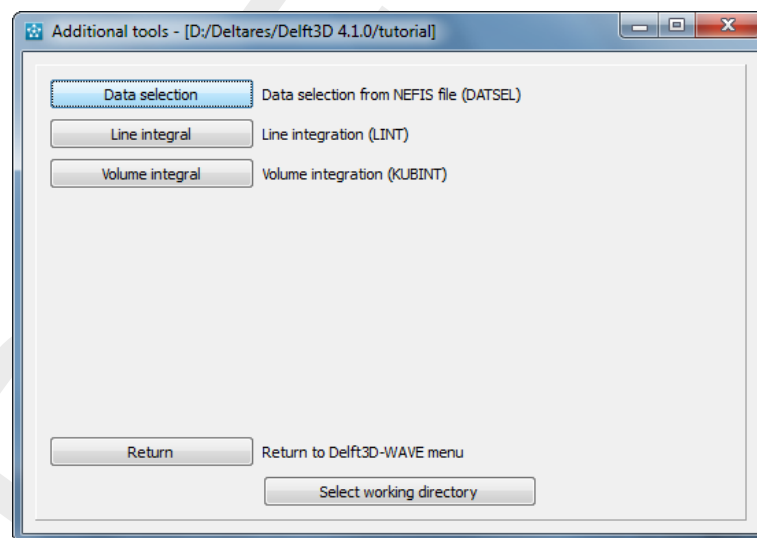 Additional tools - [D:/Deltares/Delft3D 4.1.0/tutorial]
Data selection Data selection from NEFIS file (DATSEL)
Line integral Line integration (LINT)
Volume integral Volume integration (KUBINT)
Return Return to Delft3D-WAVE menu
Select working directory